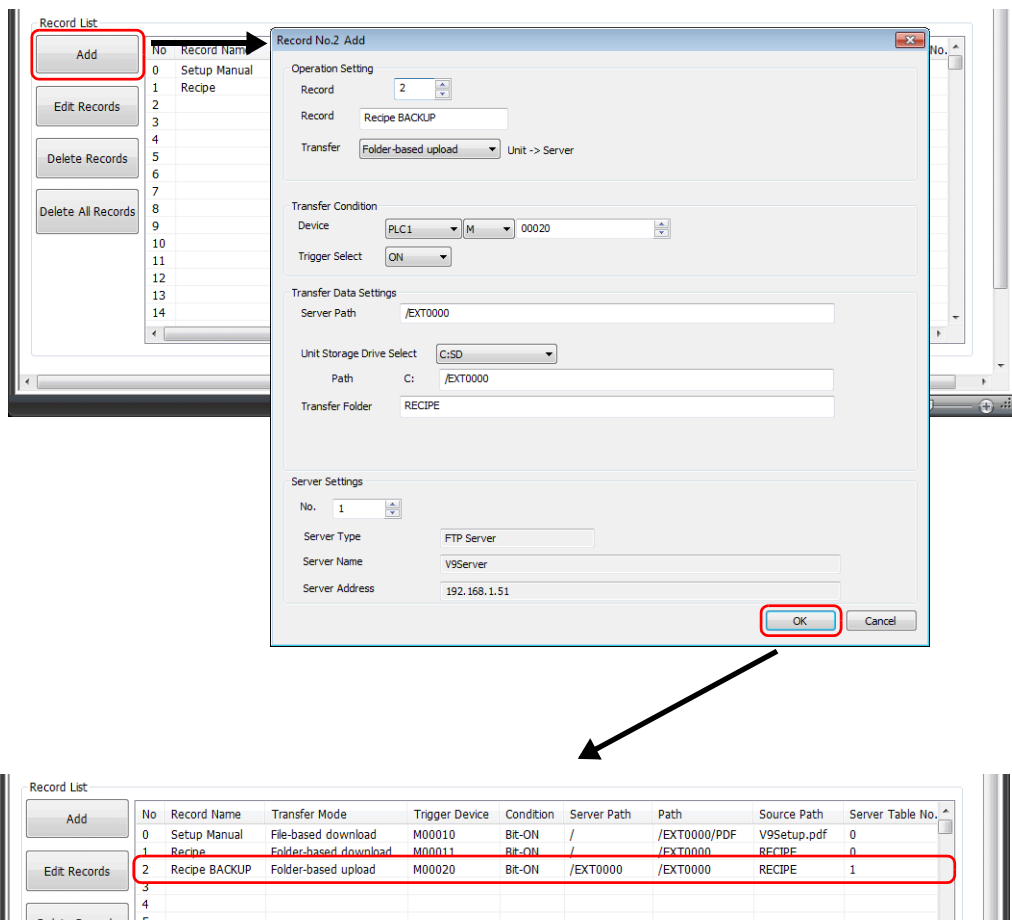 Record List
Add
Edit Records
Delete Records
Delete All Records
No Record Name No.
0 Setup Manual
1 Recipe
2
3
4
5
6
7
8
9
10
11
12
13
14
Record No.2 Add
Operation Setting
Record 2
Record Recipe BACKUP
Transfer Folder-based upload Unit -> Server
Transfer Condition
Device PLC1 M 00020
Trigger Select ON
Transfer Data Settings
Server Path /EXT0000
Unit Storage Drive Select C:SD
Path C: /EXT0000
Transfer Folder RECIPE
Server Settings
No. 1
Server Type FTP Server
Server Name V9Server
Server Address 192.168.1.51
OK Cancel
Record List
Add
Edit Records
No Record Name Transfer Mode Trigger Device Condition Server Path Path Source Path Server Table No.
0 Setup Manual File-based download M00010 Bit-ON / /EXT0000/PDF V9Setup.pdf 0
1 Recipe Folder-based download M00011 Bit-ON / /EXT0000 RECIPE 0
2 Recipe BACKUP Folder-based upload M00020 Bit-ON /EXT0000 /EXT0000 RECIPE 1
3
4